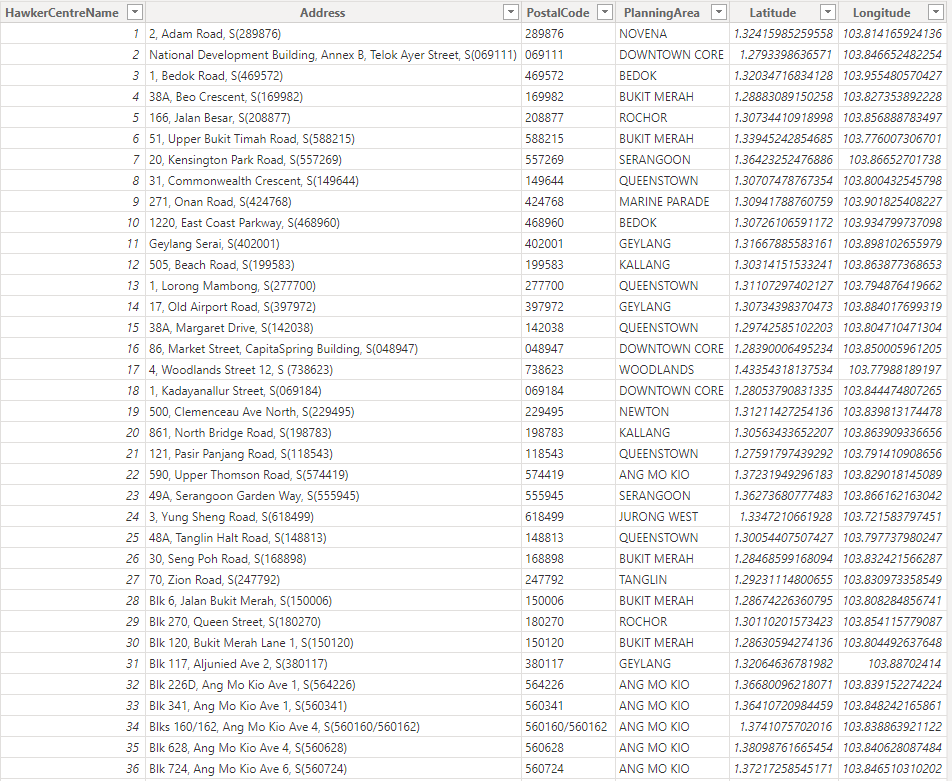 HawkerCentreName Address PostalCode PlanningArea Latitude Longitude
1 2, Adam Road, S(289876) 289876 NOVENA 1.32415985259558 103.814165924136
2 National Development Building, Annex B, Telok Ayer Street, S(069111) 069111 DOWNTOWN CORE 1.2793398636571 103.846652482254
3 1, Bedok Road, S(469572) 469572 BEDOK 1.32034716834128 103.955480570427
4 38A, Beo Crescent, S(169982) 169982 BUKIT MERAH 1.28883089150258 103.827353892228
5 166, Jalan Besar, S(208877) 208877 ROCHOR 1.30734410918998 103.856888783497
6 51, Upper Bukit Timah Road, S(588215) 588215 BUKIT MERAH 1.33945242854685 103.776007306701
7 20, Kensington Park Road, S(557269) 557269 SERANGOON 1.36423252476886 103.86652701738
8 31, Commonwealth Crescent, S(149644) 149644 QUEENSTOWN 1.30707478767354 103.800432545798
9 271, Onan Road, S(424768) 424768 MARINE PARADE 1.30941788760759 103.901825408227
10 1220, East Coast Parkway, S(468960) 468960 BEDOK 1.30726106591172 103.934799737098
11 Geylang Serai, S(402001) 402001 GEYLANG 1.31667885583161 103.898102655979
12 505, Beach Road, S(199583) 199583 KALLANG 1.30314151533241 103.863877368653
13 1, Lorong Mambong, S(277700) 277700 QUEENSTOWN 1.31107297402127 103.794876419662
14 17, Old Airport Road, S(397972) 397972 GEYLANG 1.30734398370473 103.884017699319
15 38A, Margaret Drive, S(142038) 142038 QUEENSTOWN 1.29742585102203 103.804710471304
16 86, Market Street, CapitaSpring Building, S(048947) 048947 DOWNTOWN CORE 1.28390006495234 103.850005961205
17 4, Woodlands Street 12, S (738623) 738623 WOODLANDS 1.43354318137534 103.77988189197
18 1, Kadayanallur Street, S(069184) 069184 DOWNTOWN CORE 1.28053790831335 103.844474807265
19 500, Clemenceau Ave North, S(229495) 229495 NEWTON 1.31211427254136 103.839813174478
20 861, North Bridge Road, S(198783) 198783 KALLANG 1.30563433652207 103.863909336656
21 121, Pasir Panjang Road, S(118543) 118543 QUEENSTOWN 1.27591797439292 103.791410908656
22 590, Upper Thomson Road, S(574419) 574419 ANG MO KIO 1.37231949296183 103.829018145089
23 49A, Serangoon Garden Way, S(555945) 555945 SERANGOON 1.36273680777483 103.866162163042
24 3, Yung Sheng Road, S(618499) 618499 JURONG WEST 1.3347210661928 103.721583797451
25 48A, Tanglin Halt Road, S(148813) 148813 QUEENSTOWN 1.30054407507427 103.797737980247
26 30, Seng Poh Road, S(168898) 168898 BUKIT MERAH 1.28468599168094 103.832421566287
27 70, Zion Road, S(247792) 247792 TANGLIN 1.29231114800655 103.830973358549
28 Blk 6, Jalan Bukit Merah, S(150006) 150006 BUKIT MERAH 1.28674226360795 103.808284856741
29 Blk 270, Queen Street, S(180270) 180270 ROCHOR 1.30110201573423 103.854115779087
30 Blk 120, Bukit Merah Lane 1, S(150120) 150120 BUKIT MERAH 1.28630594274136 103.804492637648
31 Blk 117, Aljunied Ave 2, S(380117) 380117 GEYLANG 1.32064636781982 103.88702414
32 Blk 226D, Ang Mo Kio Ave 1, S(564226) 564226 ANG MO KIO 1.36680096218071 103.839152274224
33 Blk 341, Ang Mo Kio Ave 1, S(560341) 560341 ANG MO KIO 1.36410720984459 103.848242165861
34 Blks 160/162, Ang Mo Kio Ave 4, S(560160/560162) 560160/560162 ANG MO KIO 1.3741075702016 103.838863921122
35 Blk 628, Ang Mo Kio Ave 4, S(560628) 560628 ANG MO KIO 1.38098761665454 103.840628087484
36 Blk 724, Ang Mo Kio Ave 6, S(560724) 560724 ANG MO KIO 1.37217258545171 103.846510310202